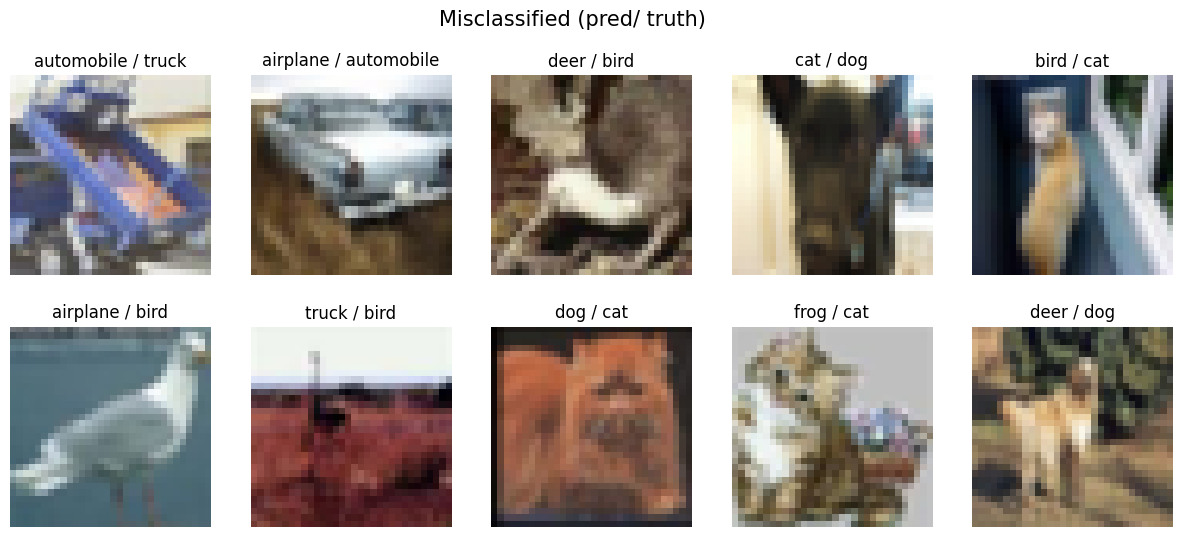 Misclassified (pred/ truth)
automobile / truck
airplane / automobile
deer / bird
cat / dog
bird / cat
airplane / bird
truck / bird
dog / cat
frog / cat
deer / dog